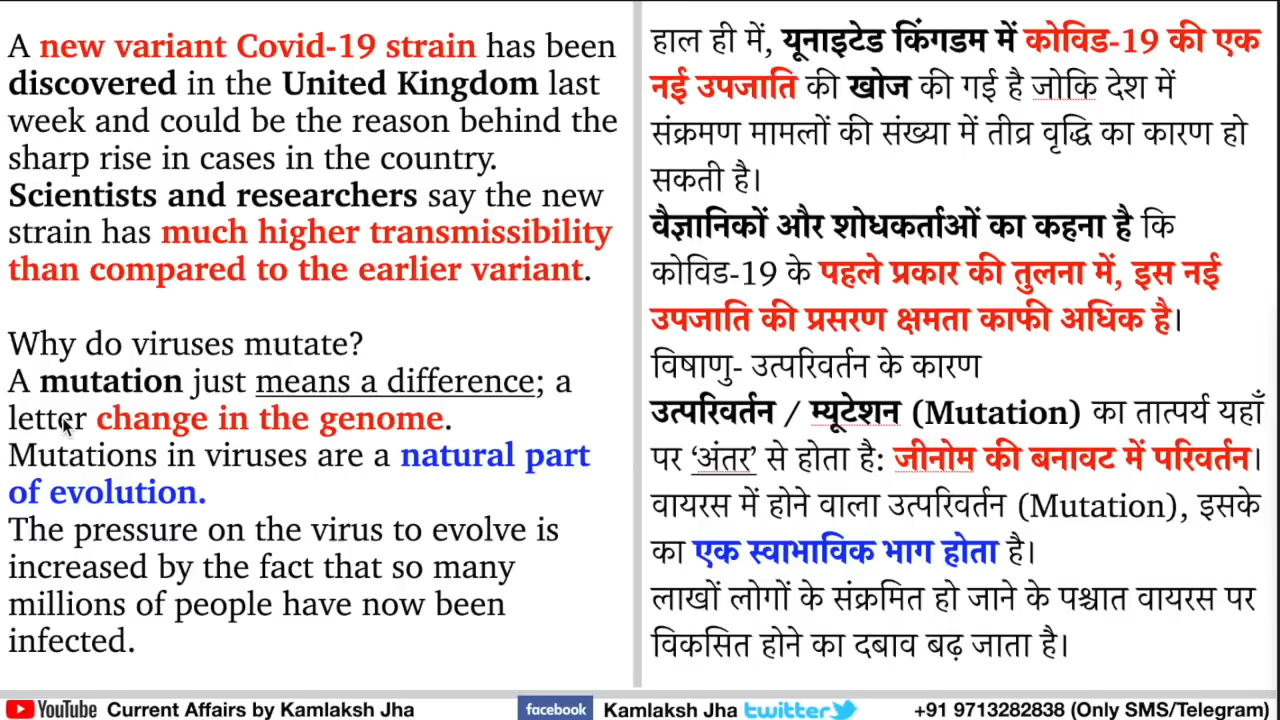 A new variant Covid-19 strain has been
discovered in the United Kingdom last
week and could be the reason behind the
sharp rise in cases in the country.
Scientists and researchers say the new
strain has much higher transmissibility
than compared to the earlier variant.
Why do viruses mutate?
A mutation just means a difference; a
letter change in the genome.
Mutations in viruses are a natural part
of evolution.
The pressure on the virus to evolve is
increased by the fact that so many
millions of people have now been
infected.
हाल ही में, यूनाइटेड किंगडम में कोविड-19 की एक
नई उपजाति की खोज की गई है जोकि देश में
संक्रमण मामलों की संख्या में तीव्र वृद्धि का कारण हो
सकती है।
वैज्ञानिकों और शोधकर्ताओं का कहना है कि
कोविड-19 के पहले प्रकार की तुलना में, इस नई
उपजाति की प्रसरण क्षमता काफी अधिक है।
विषाणु- उत्परिवर्तन के कारण
उत्परिवर्तन / म्यूटेशन (Mutation) का तात्पर्य यहाँ
पर ‘अंतर’ से होता है: जीनोम की बनावट में परिवर्तन।
वायरस में होने वाला उत्परिवर्तन (Mutation), इसके
का एक स्वाभाविक भाग होता है।
लाखों लोगों के संक्रमित हो जाने के पश्चात वायरस पर
विकसित होने का दबाव बढ़ जाता है।
YouTube Current Affairs by Kamlaksh Jha facebook Kamlaksh Jha twitter +91 9713282838 (Only SMS/Telegram)